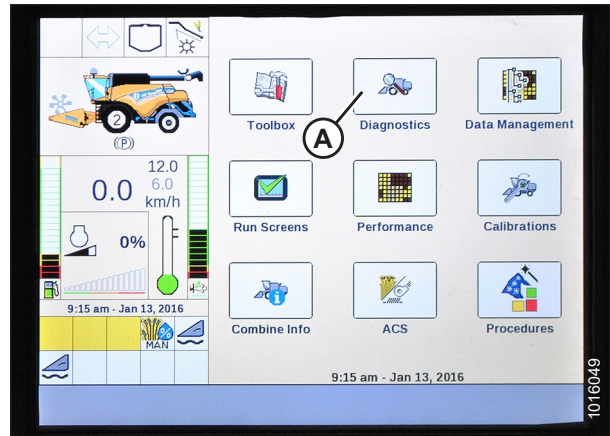 2
(P)
12.0
0.0
6.0
km/h
0%
9:15 am - Jan 13, 2016
%
MAN
Toolbox
A
Diagnostics
Data Management
Run Screens
Performance
Calibrations
i
Combine Info
ACS
Procedures
9:15 am - Jan 13, 2016
1016049